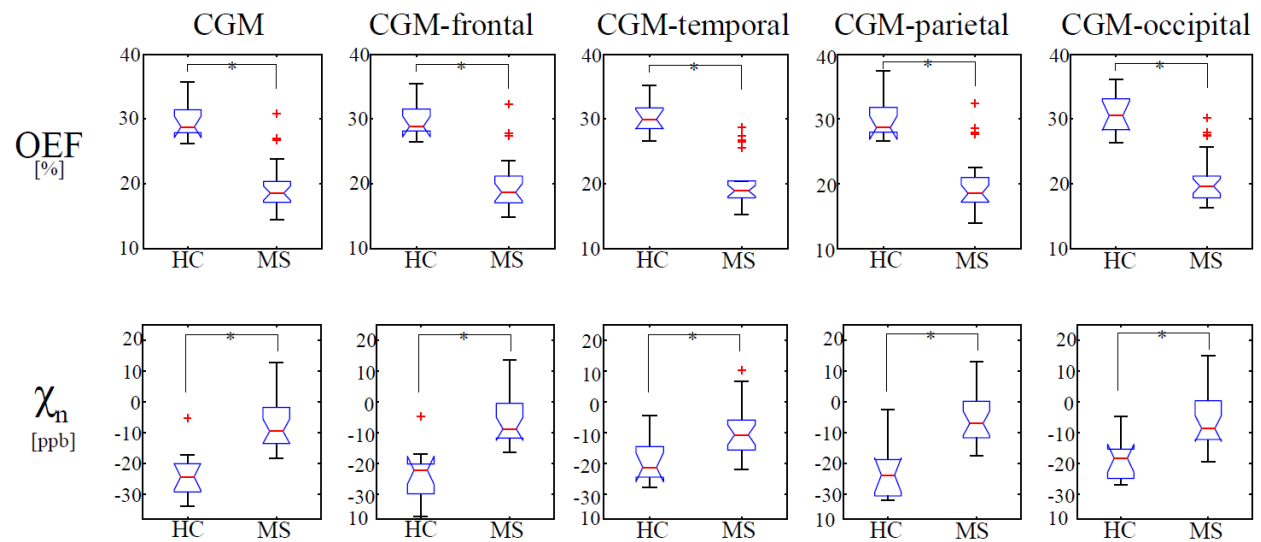 CGM CGM-frontal CGM-temporal CGM-parietal CGM-occipital
40 40 40 40 40
* * * * *
30 30 30 30 30
OEF
[%]
20 20 20 20 20
10 10 10 10 10
HC MS HC MS HC MS HC MS HC MS
20 20 20 20 20
* * * * *
10 10 10 10 10
0 0 0 0 0
χn
-10 -10 -10 -10 -10
[ppb]
-20 -20 -20 -20 -20
-30 -30 -30 -30 -30
10 10 10
HC MS HC MS HC MS HC MS HC MS